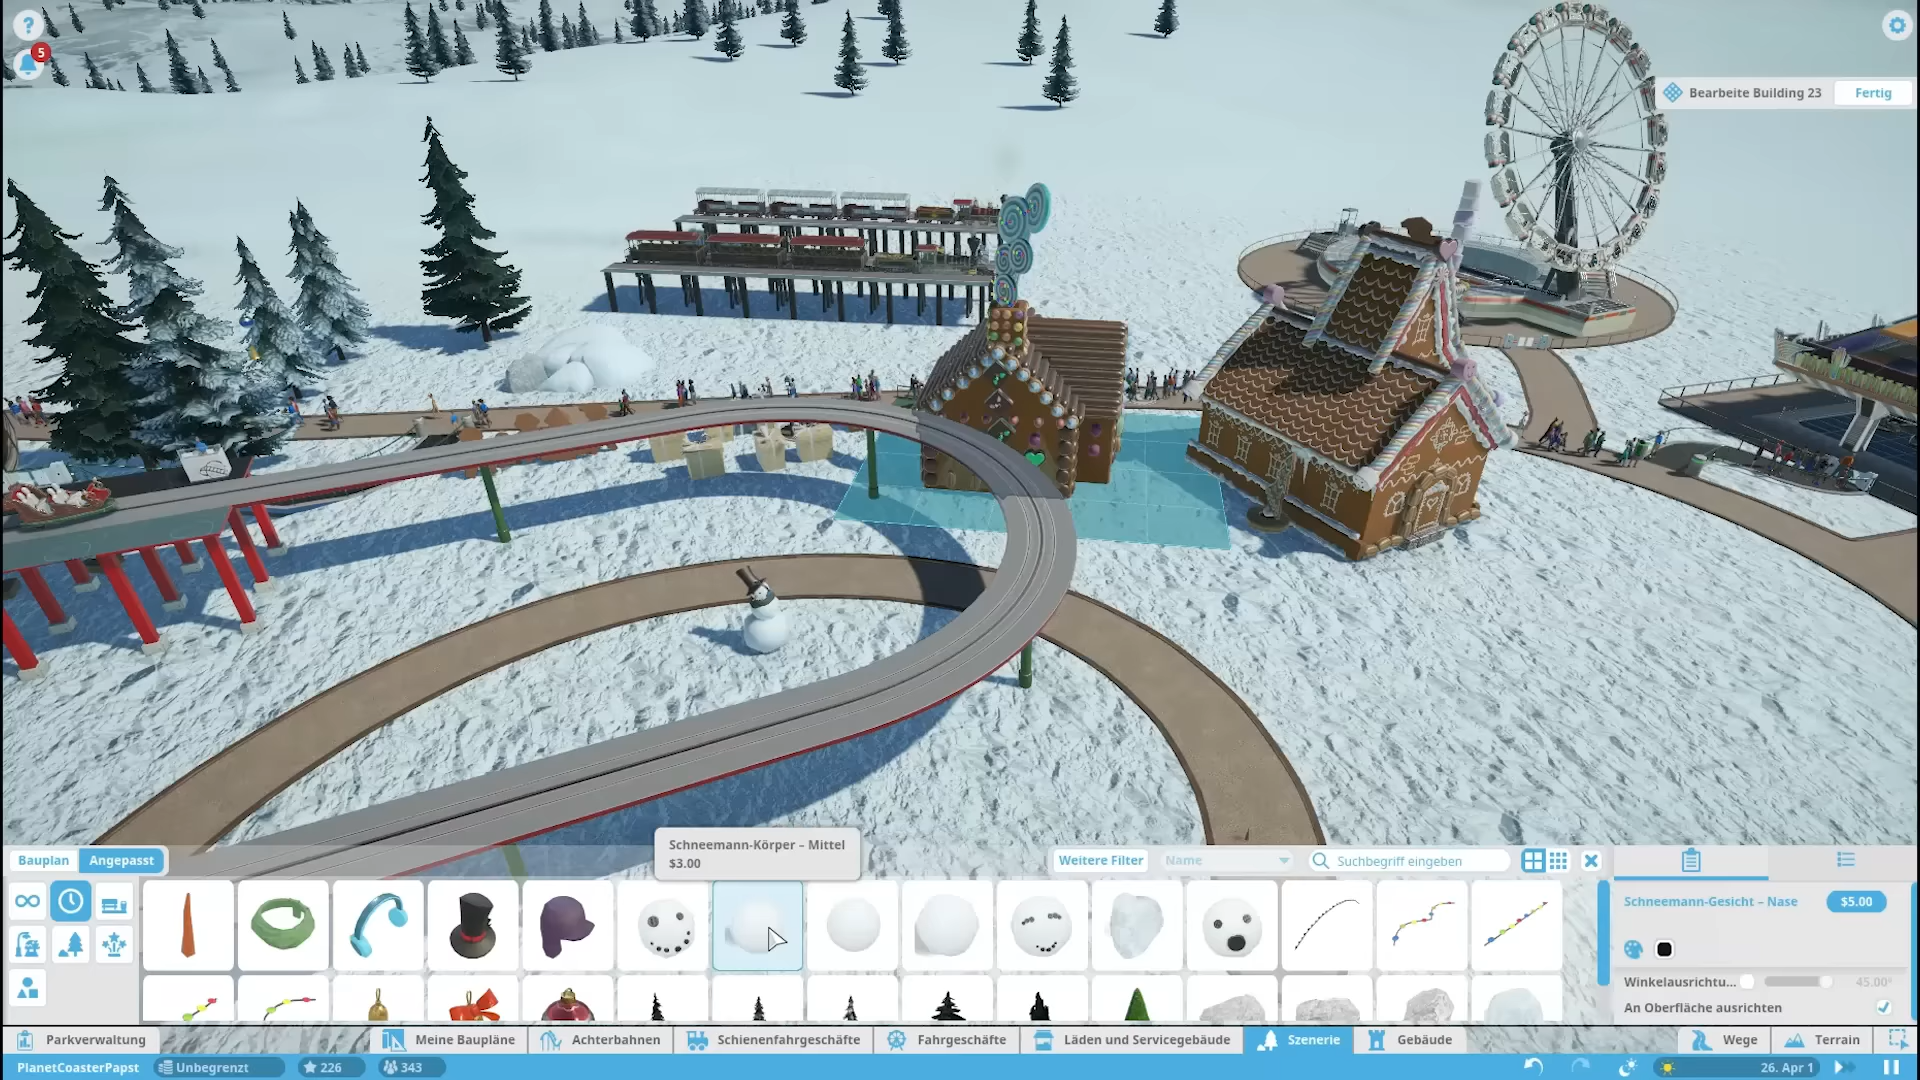 ?
5
Bearbeite Building 23
Fertig
Schneemann-Körper – Mittel
$3.00
Bauplan
Angepasst
Weitere Filter
Name
Suchbegriff eingeben
Schneemann-Gesicht – Nase
$5.00
Winkelausrichtu...
45.00°
An Oberfläche ausrichten
Parkverwaltung
Meine Baupläne
Achterbahnen
Schienenfahrgeschäfte
Fahrgeschäfte
Läden und Servicegebäude
Szenerie
Gebäude
Wege
Terrain
PlanetCoasterPapst
Unbegrenzt
226
343
26. Apr 1